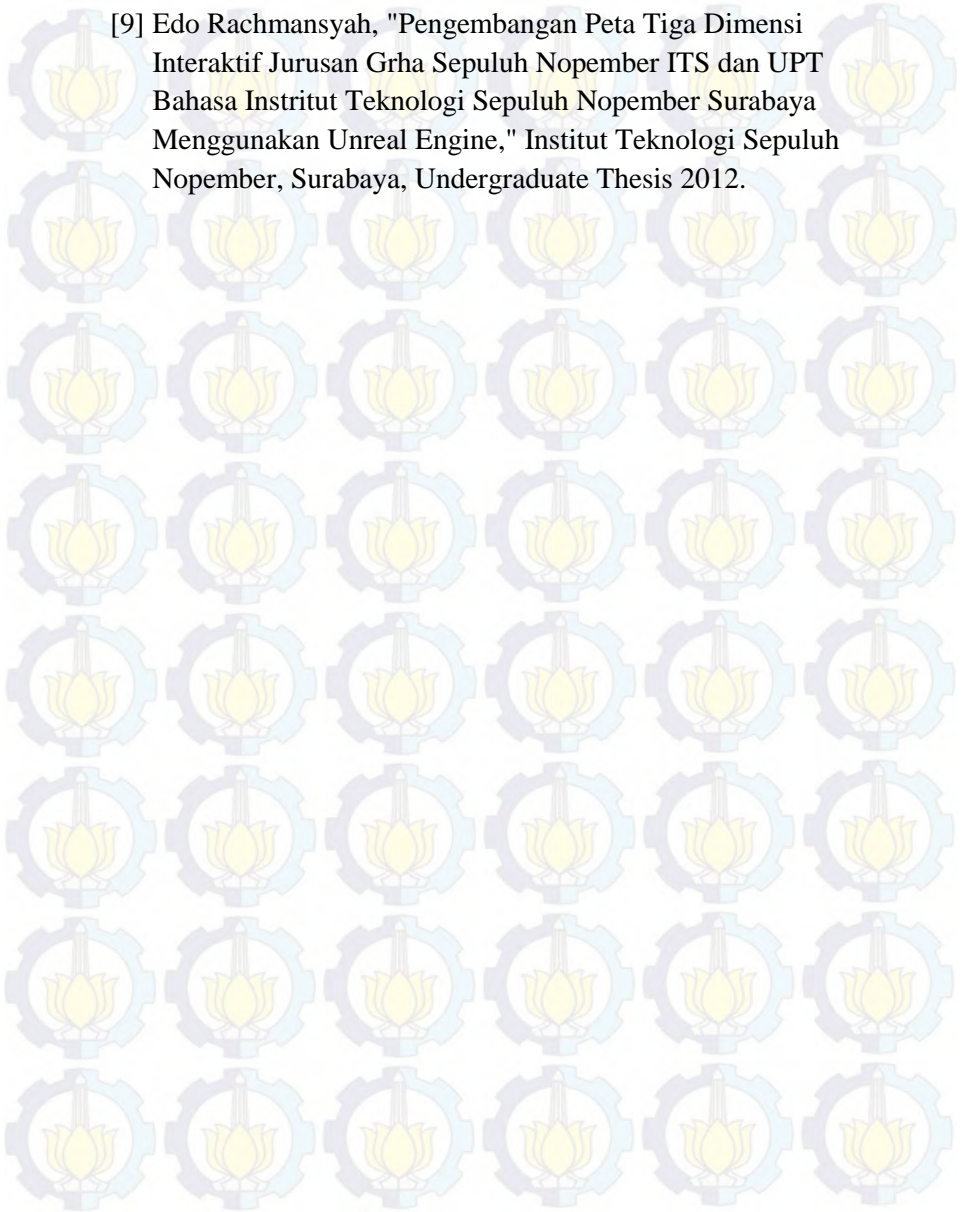 [9] Edo Rachmansyah, "Pengembangan Peta Tiga Dimensi
Interaktif Jurusan Grha Sepuluh Nopember ITS dan UPT
Bahasa Instritut Teknologi Sepuluh Nopember Surabaya
Menggunakan Unreal Engine," Institut Teknologi Sepuluh
Nopember, Surabaya, Undergraduate Thesis 2012.